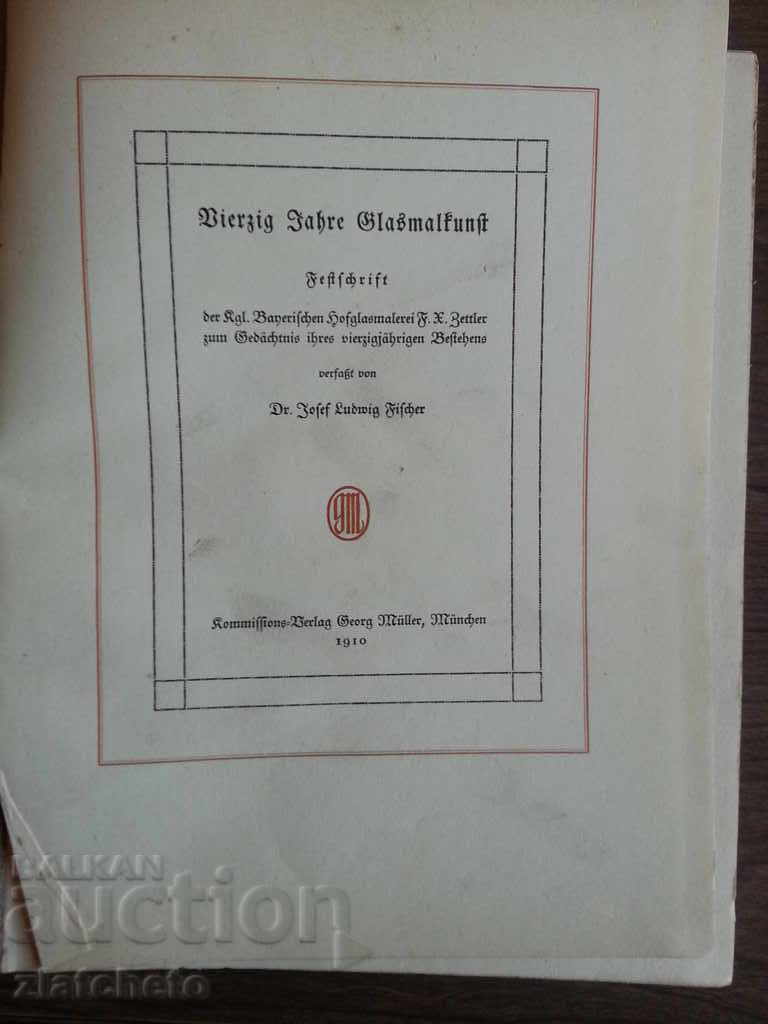 Vierzig Jahre Glasmalkunst
Festschrift
der Kgl. Bayerischen Hofglasmalerei F. X. Zettler
zum Gedächtnis ihres vierzigjährigen Bestehens
verfaßt von
Dr. Josef Ludwig Fischer
GM
Kommissions-Verlag Georg Müller, München
1910
BALKAN
auction
zlatcheto